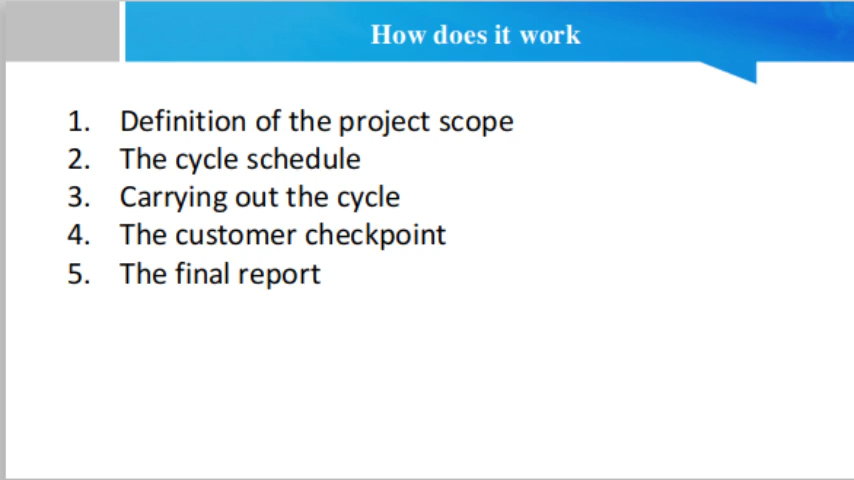 How does it work
1. Definition of the project scope
2. The cycle schedule
3. Carrying out the cycle
4. The customer checkpoint
5. The final report